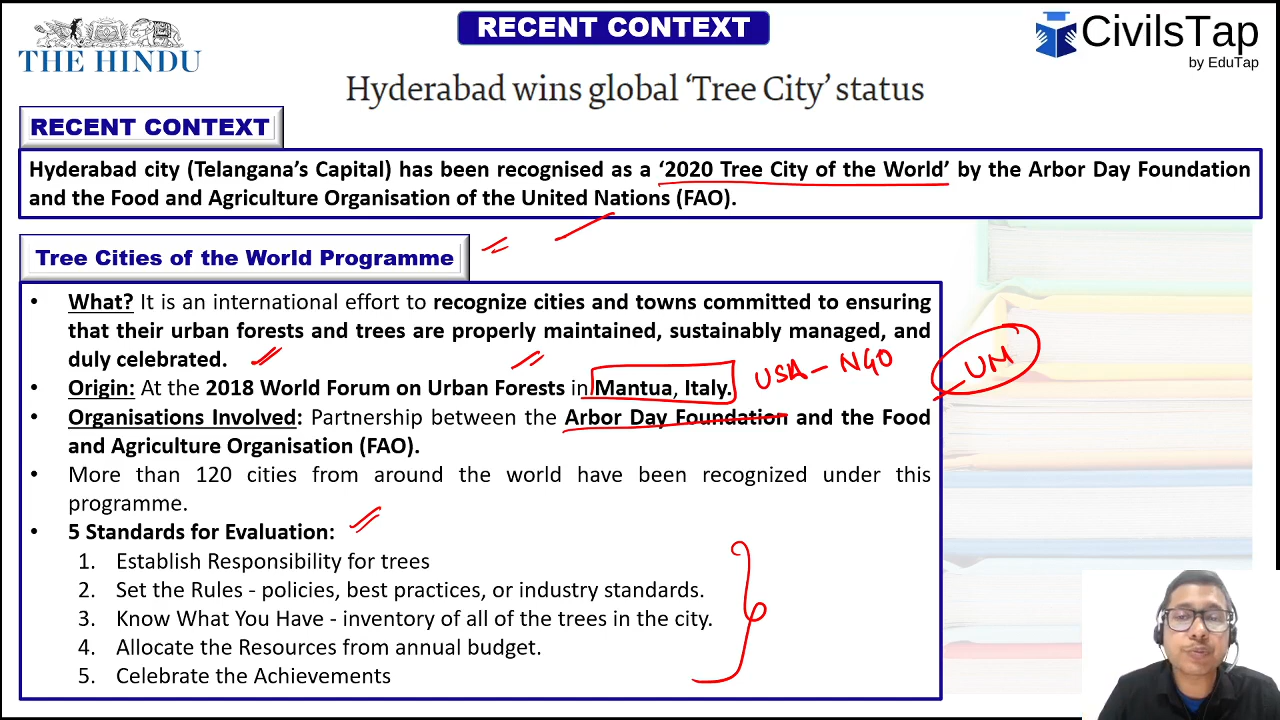 RECENT CONTEXT
THE HINDU
CivilsTap
by EduTap
Hyderabad wins global ‘Tree City’ status
RECENT CONTEXT
Hyderabad city (Telangana’s Capital) has been recognised as a ‘2020 Tree City of the World’ by the Arbor Day Foundation
and the Food and Agriculture Organisation of the United Nations (FAO).
Tree Cities of the World Programme
• What? It is an international effort to recognize cities and towns committed to ensuring
that their urban forests and trees are properly maintained, sustainably managed, and
duly celebrated.
• Origin: At the 2018 World Forum on Urban Forests in Mantua, Italy.
USA – NGO
UM
• Organisations Involved: Partnership between the Arbor Day Foundation and the Food
and Agriculture Organisation (FAO).
• More than 120 cities from around the world have been recognized under this
programme.
• 5 Standards for Evaluation:
1. Establish Responsibility for trees
2. Set the Rules - policies, best practices, or industry standards.
3. Know What You Have - inventory of all of the trees in the city.
4. Allocate the Resources from annual budget.
5. Celebrate the Achievements